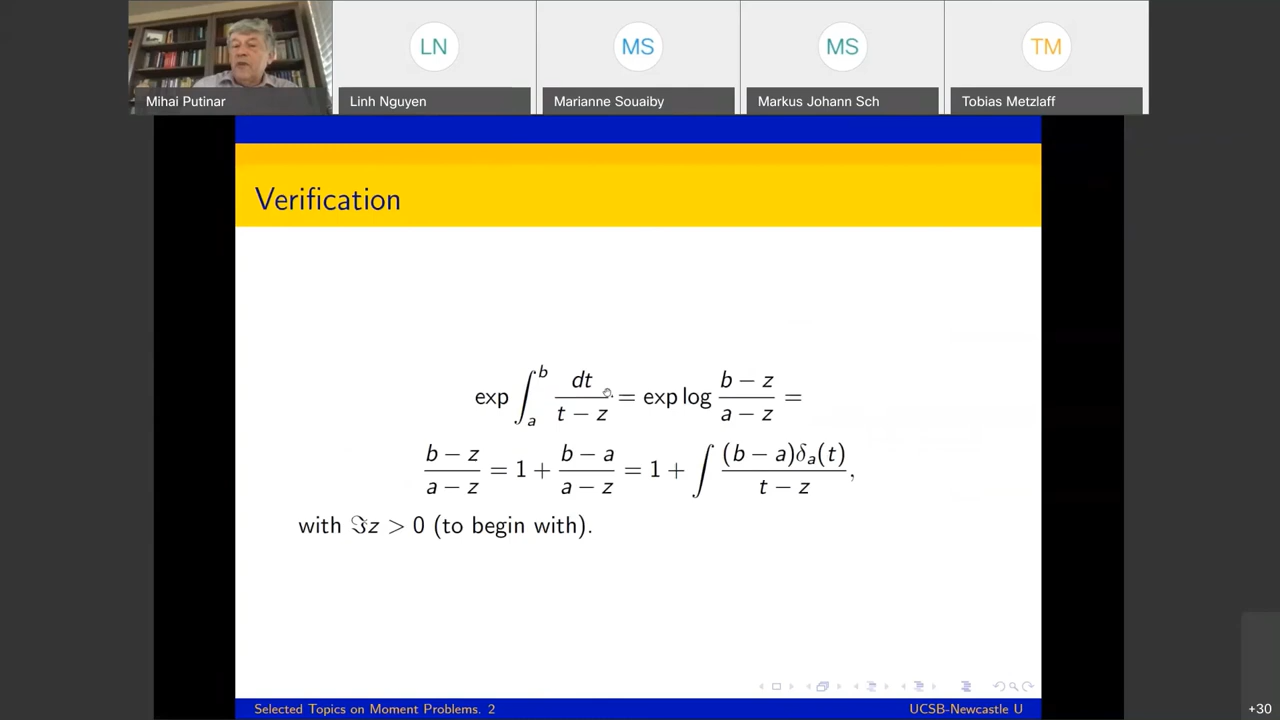 LN
MS
MS
TM
Mihai Putinar
Linh Nguyen
Marianne Souaiby
Markus Johann Sch
Tobias Metzlaff
Verification
exp ∫_a^b dt/(t − z) = exp log (b − z)/(a − z) =
(b − z)/(a − z) = 1 + (b − a)/(a − z) = 1 + ∫ (b − a)δ_a(t)/(t − z),
with ℑz > 0 (to begin with).
Selected Topics on Moment Problems. 2
UCSB-Newcastle U
+30